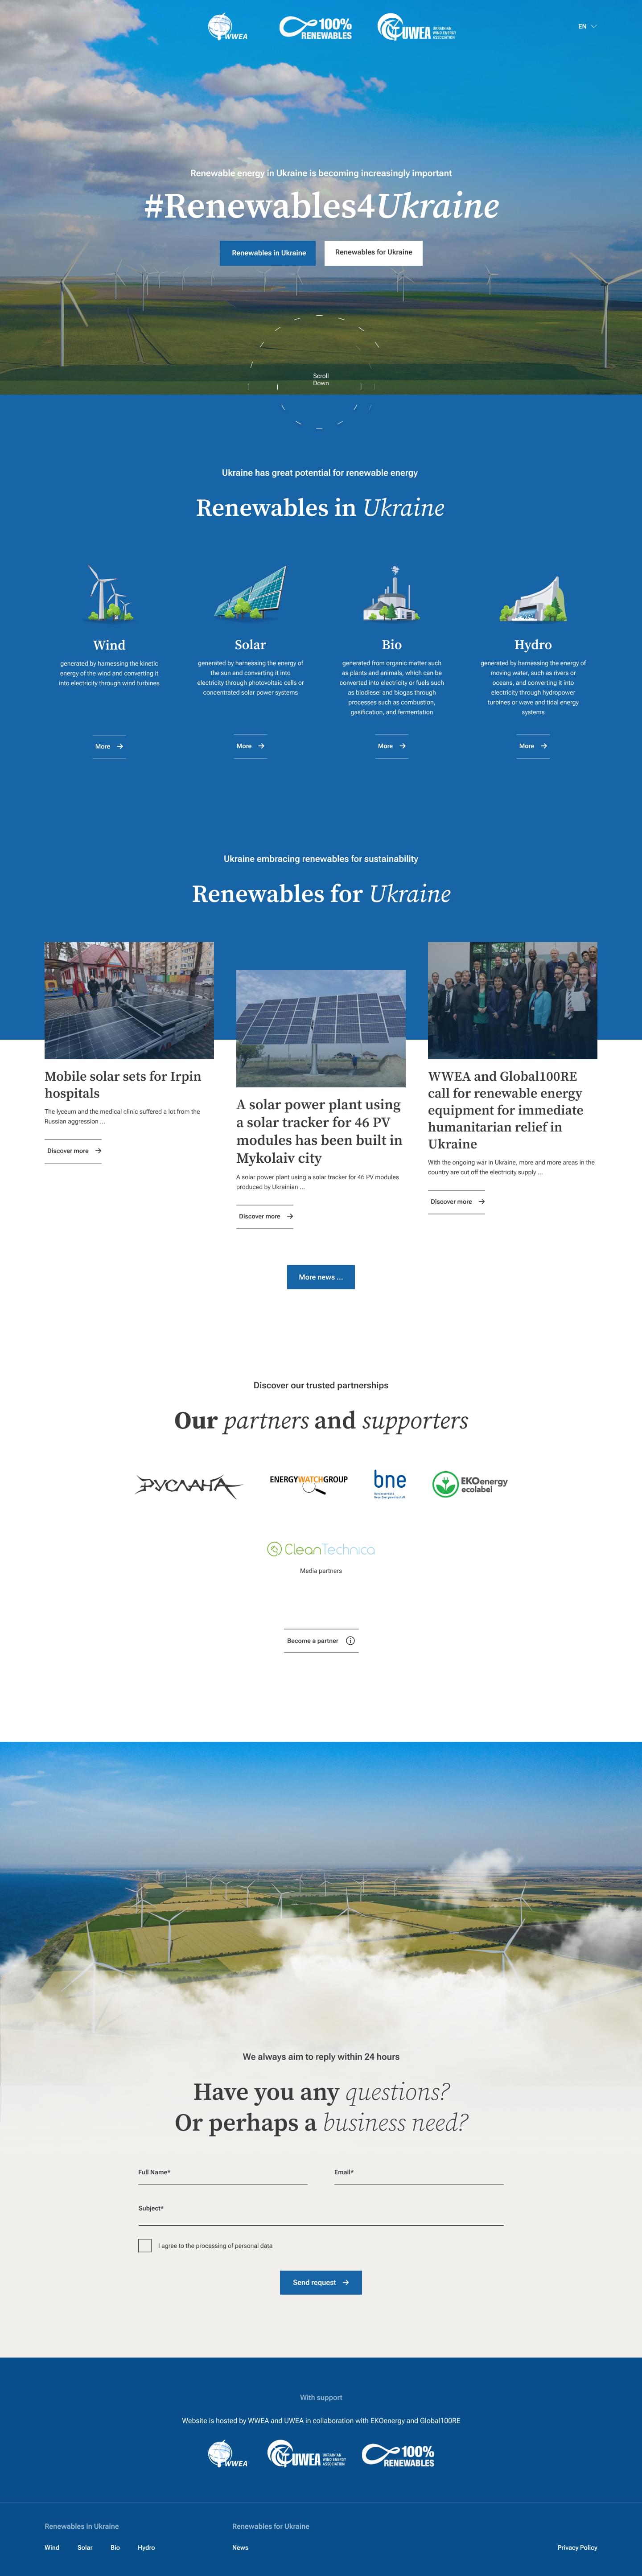 WWEA
100%
RENEWABLES
UWEA
UKRAINIAN
WIND ENERGY
ASSOCIATION
EN
Renewable energy in Ukraine is becoming increasingly important
#Renewables4Ukraine
Renewables in Ukraine
Renewables for Ukraine
Scroll
Down
Ukraine has great potential for renewable energy
Renewables in Ukraine
Wind
generated by harnessing the kinetic
energy of the wind and converting it
into electricity through wind turbines
More
Solar
generated by harnessing the energy of
the sun and converting it into
electricity through photovoltaic cells or
concentrated solar power systems
More
Bio
generated from organic matter such
as plants and animals, which can be
converted into electricity or fuels such
as biodiesel and biogas through
processes such as combustion,
gasification, and fermentation
More
Hydro
generated by harnessing the energy of
moving water, such as rivers or
oceans, and converting it into
electricity through hydropower
turbines or wave and tidal energy
systems
More
Ukraine embracing renewables for sustainability
Renewables for Ukraine
Mobile solar sets for Irpin
hospitals
The lyceum and the medical clinic suffered a lot from the
Russian aggression ...
Discover more
A solar power plant using
a solar tracker for 46 PV
modules has been built in
Mykolaiv city
A solar power plant using a solar tracker for 46 PV modules
produced by Ukrainian ...
Discover more
WWEA and Global100RE
call for renewable energy
equipment for immediate
humanitarian relief in
Ukraine
With the ongoing war in Ukraine, more and more areas in the
country are cut off the electricity supply ...
Discover more
More news ...
Discover our trusted partnerships
Our partners and supporters
РУСЛАНА
ENERGYWATCHGROUP
bne
EKOenergy
ecolabel
CleanTechnica
Media partners
Become a partner
We always aim to reply within 24 hours
Have you any questions?
Or perhaps a business need?
Full Name*
Email*
Subject*
I agree to the processing of personal data
Send request
With support
Website is hosted by WWEA and UWEA in collaboration with EKOenergy and Global100RE
WWEA
UWEA
UKRAINIAN
WIND ENERGY
ASSOCIATION
100%
RENEWABLES
Renewables in Ukraine
Renewables for Ukraine
Wind
Solar
Bio
Hydro
News
Privacy Policy